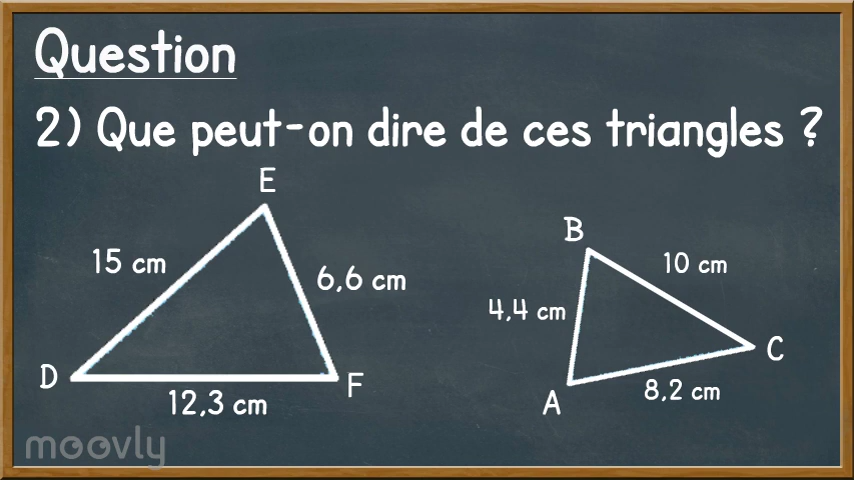 Question
2) Que peut-on dire de ces triangles ?
E
B
15 cm
6,6 cm
10 cm
4,4 cm
D
F
C
12,3 cm
8,2 cm
A
moovly